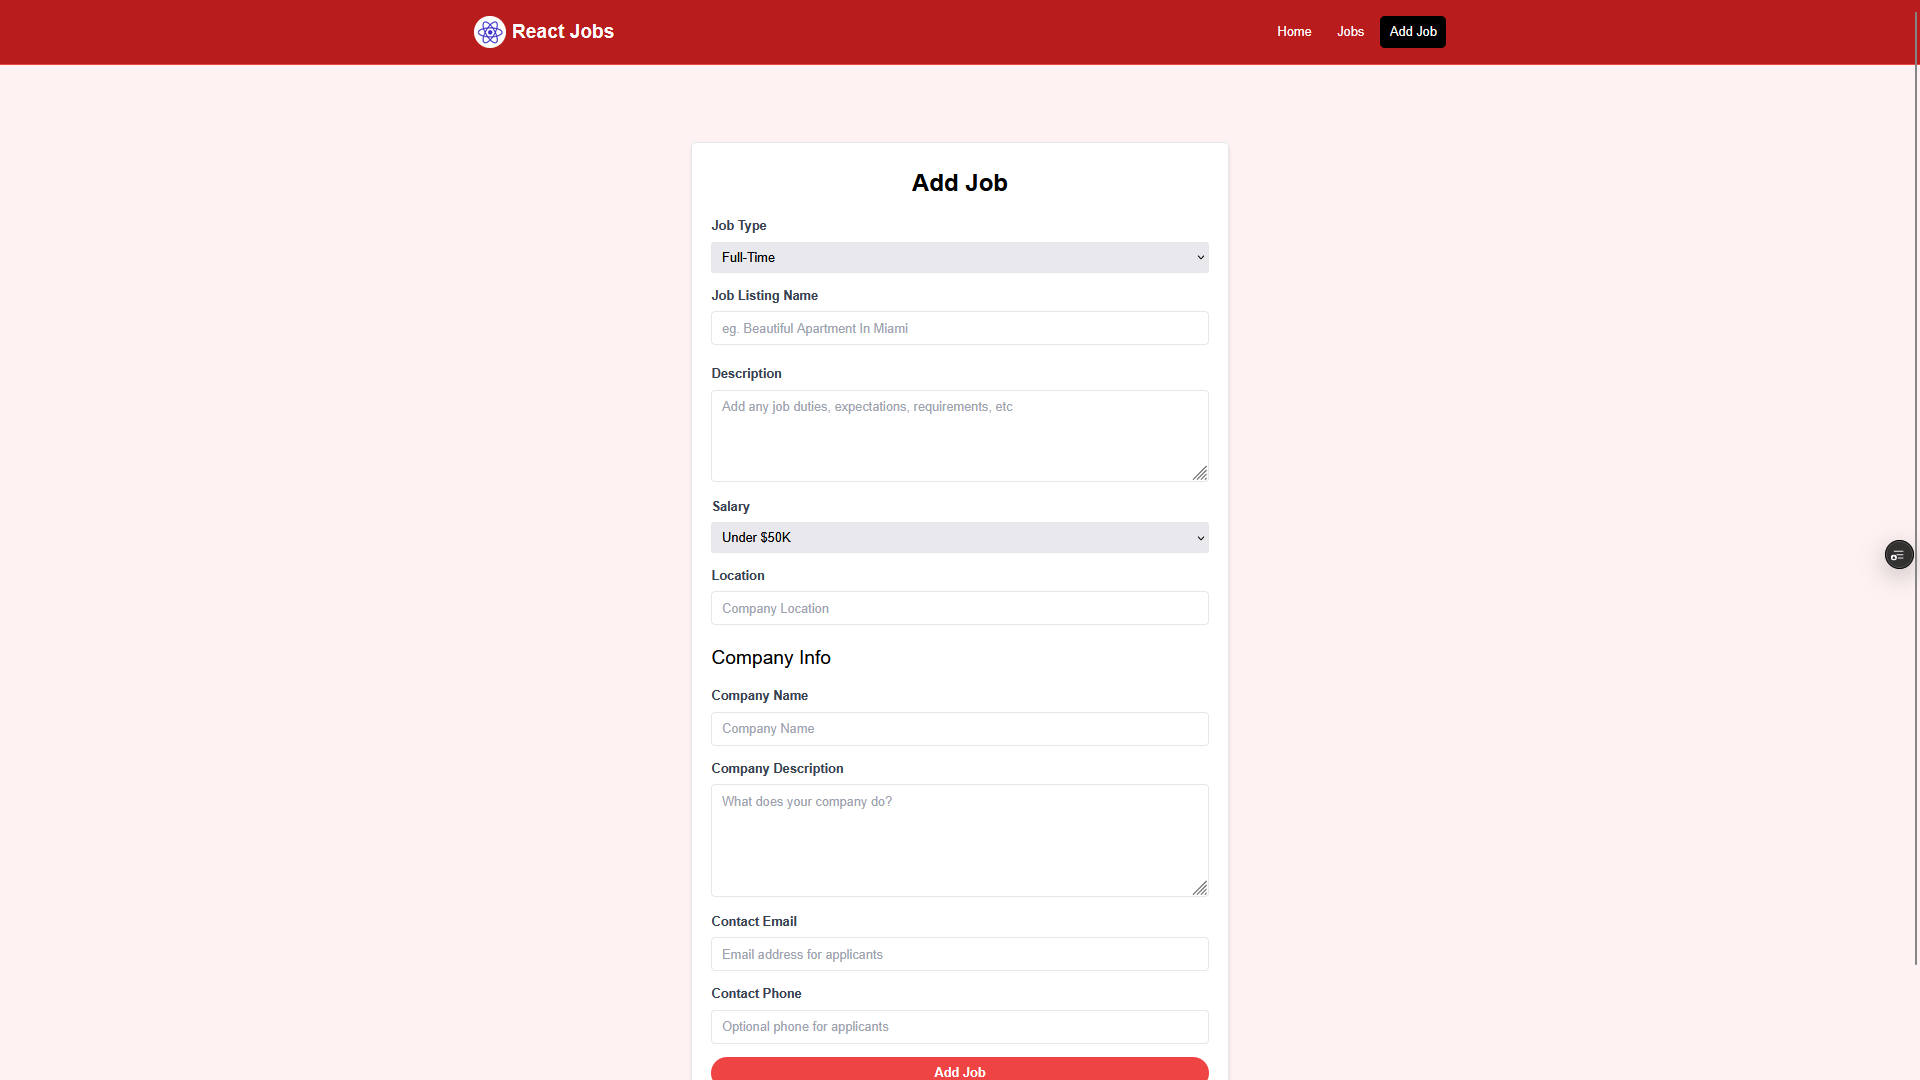 React Jobs
Home
Jobs
Add Job
Add Job
Job Type
Full-Time
Job Listing Name
eg. Beautiful Apartment In Miami
Description
Add any job duties, expectations, requirements, etc
Salary
Under $50K
Location
Company Location
Company Info
Company Name
Company Name
Company Description
What does your company do?
Contact Email
Email address for applicants
Contact Phone
Optional phone for applicants
Add Job